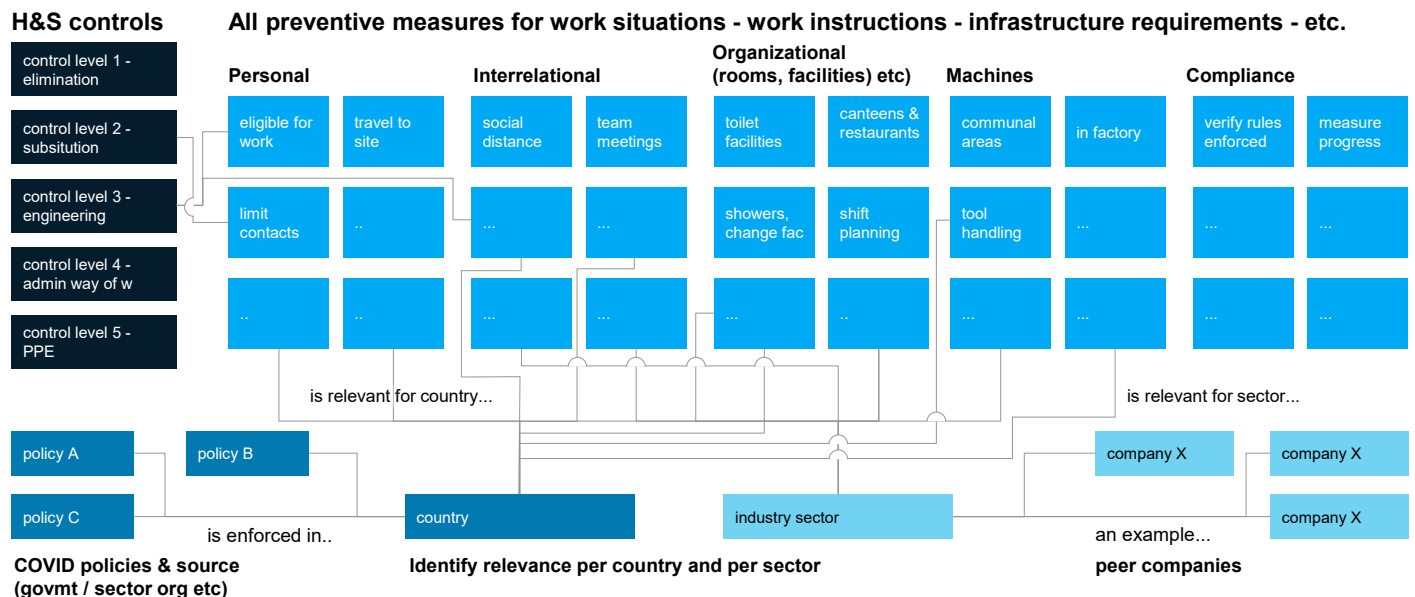 H&S controls
All preventive measures for work situations - work instructions - infrastructure requirements - etc.
control level 1 -
elimination
control level 2 -
subsitution
control level 3 -
engineering
control level 4 -
admin way of w
control level 5 -
PPE
Personal
Interrelational
Organizational
(rooms, facilities) etc)
Machines
Compliance
eligible for
work
travel to
site
social
distance
team
meetings
toilet
facilities
canteens &
restaurants
communal
areas
in factory
verify rules
enforced
measure
progress
limit
contacts
..
...
...
showers,
change fac
shift
planning
tool
handling
...
...
...
..
..
...
...
...
..
...
...
...
...
is relevant for country...
is relevant for sector...
policy A
policy B
company X
company X
policy C
country
industry sector
company X
is enforced in..
an example...
COVID policies & source
(govmt / sector org etc)
Identify relevance per country and per sector
peer companies